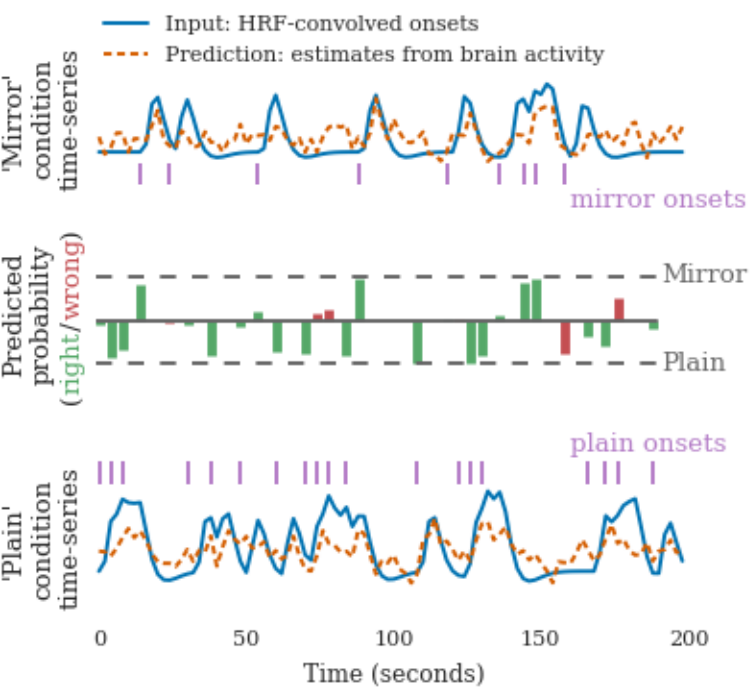 Input: HRF-convolved onsets
Prediction: estimates from brain activity
'Mirror'
condition
time-series
mirror onsets
Predicted
probability
(right/wrong)
Mirror
Plain
plain onsets
'Plain'
condition
time-series
0 50 100 150 200
Time (seconds)